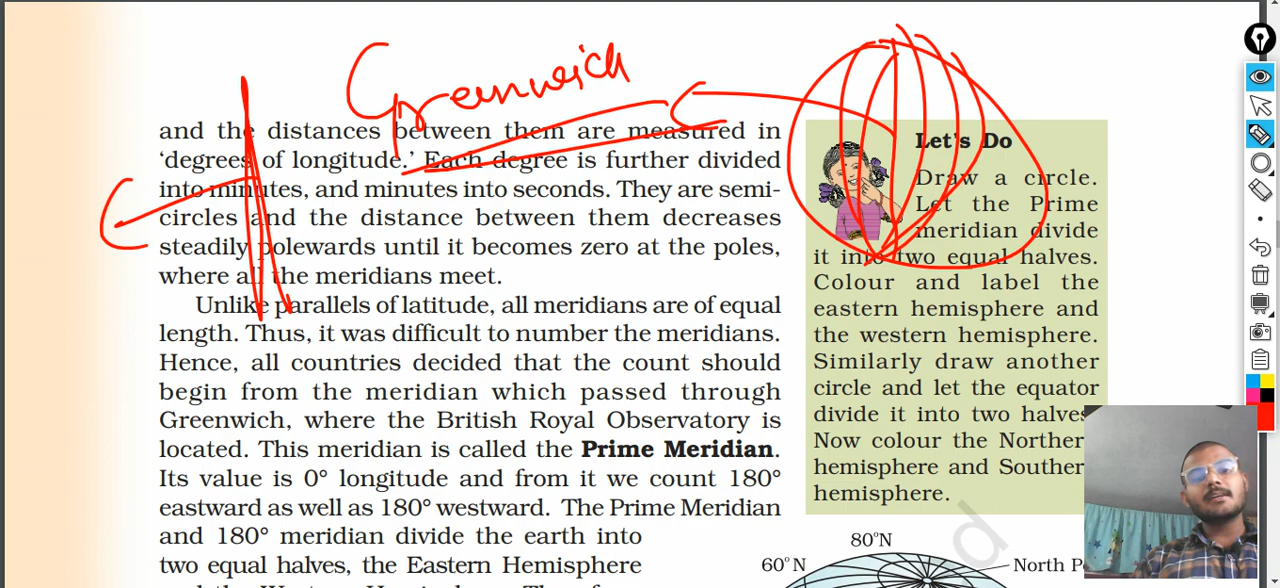 Greenwich
and the distances between them are measured in
‘degrees of longitude.’ Each degree is further divided
into minutes, and minutes into seconds. They are semi-
circles and the distance between them decreases
steadily polewards until it becomes zero at the poles,
where all the meridians meet.
Unlike parallels of latitude, all meridians are of equal
length. Thus, it was difficult to number the meridians.
Hence, all countries decided that the count should
begin from the meridian which passed through
Greenwich, where the British Royal Observatory is
located. This meridian is called the Prime Meridian.
Its value is 0° longitude and from it we count 180°
eastward as well as 180° westward. The Prime Meridian
and 180° meridian divide the earth into
two equal halves, the Eastern Hemisphere
Let's Do
Draw a circle.
Let the Prime
meridian divide
it into two equal halves.
Colour and label the
eastern hemisphere and
the western hemisphere.
Similarly draw another
circle and let the equator
divide it into two halves
Now colour the Norther
hemisphere and Souther
hemisphere.
d
80°N
60°N
North P